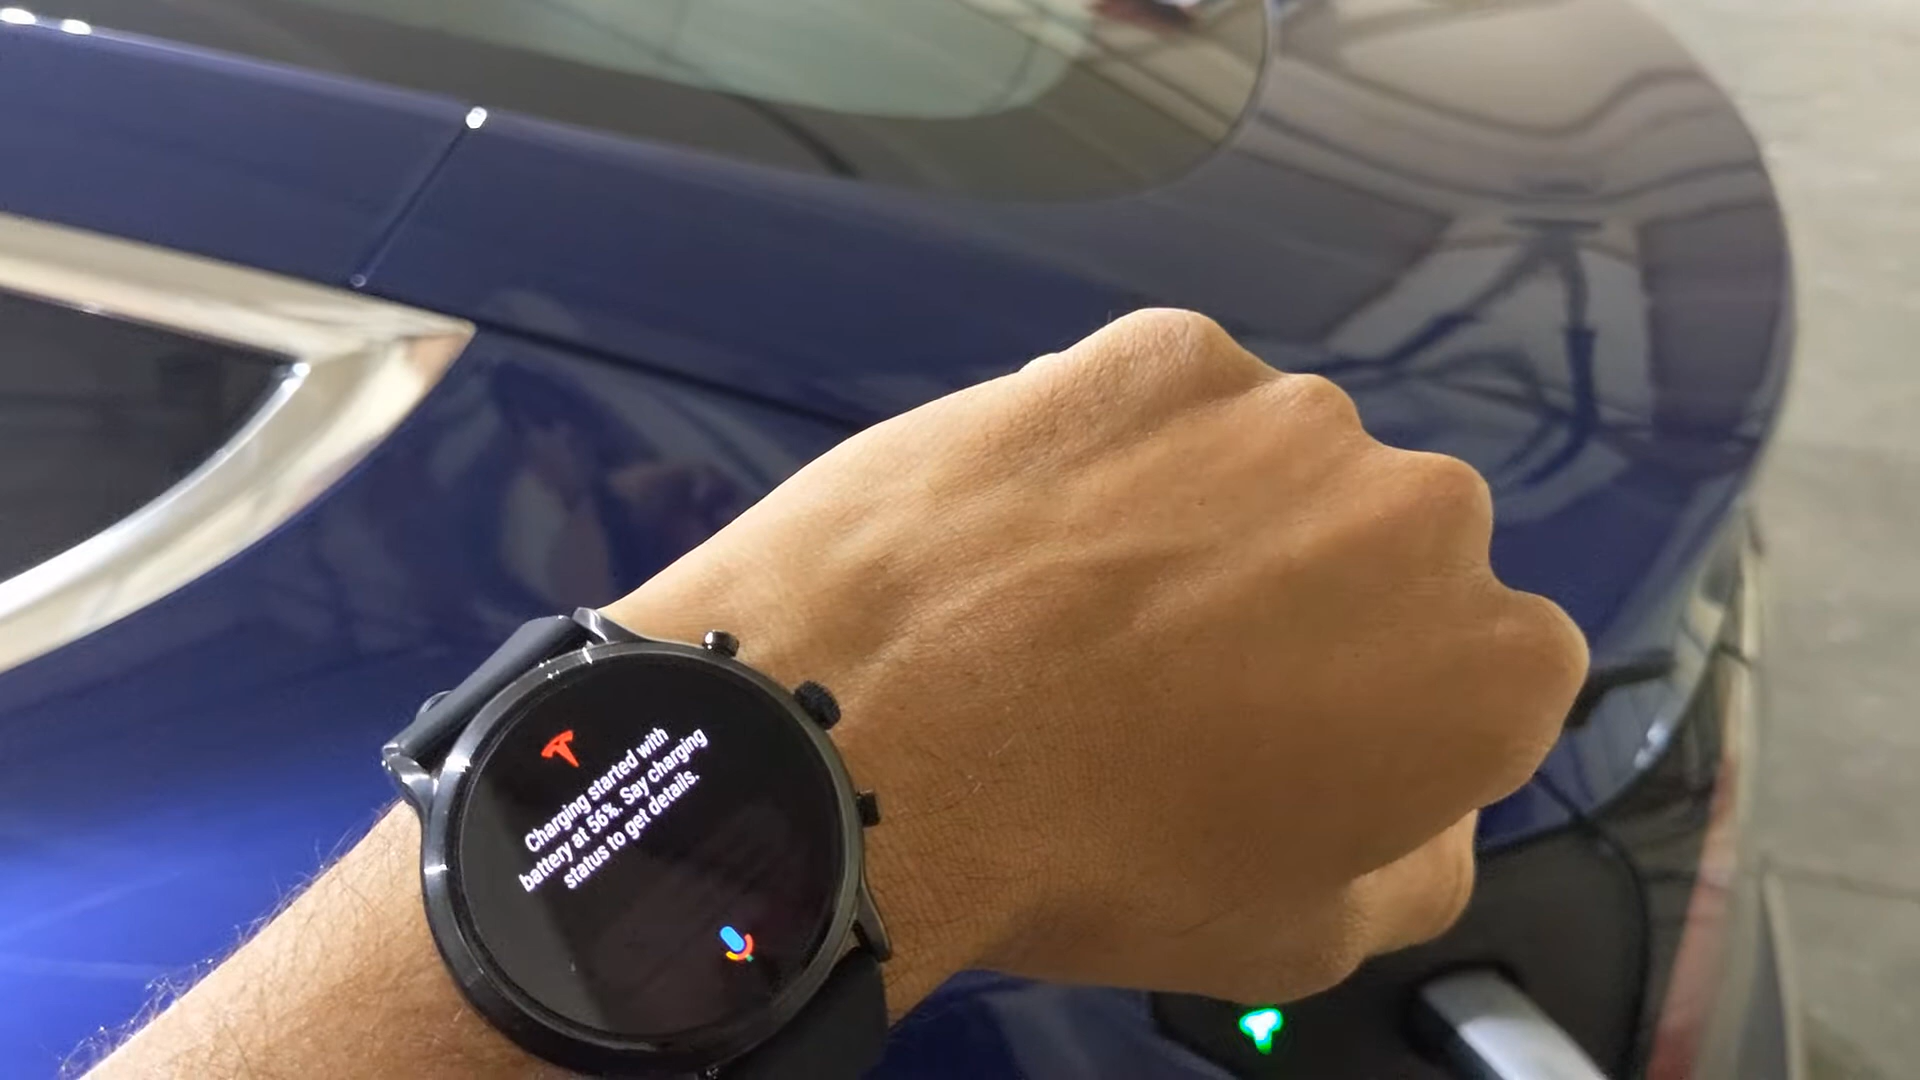 Charging started with
battery at 56%. Say charging
status to get details.